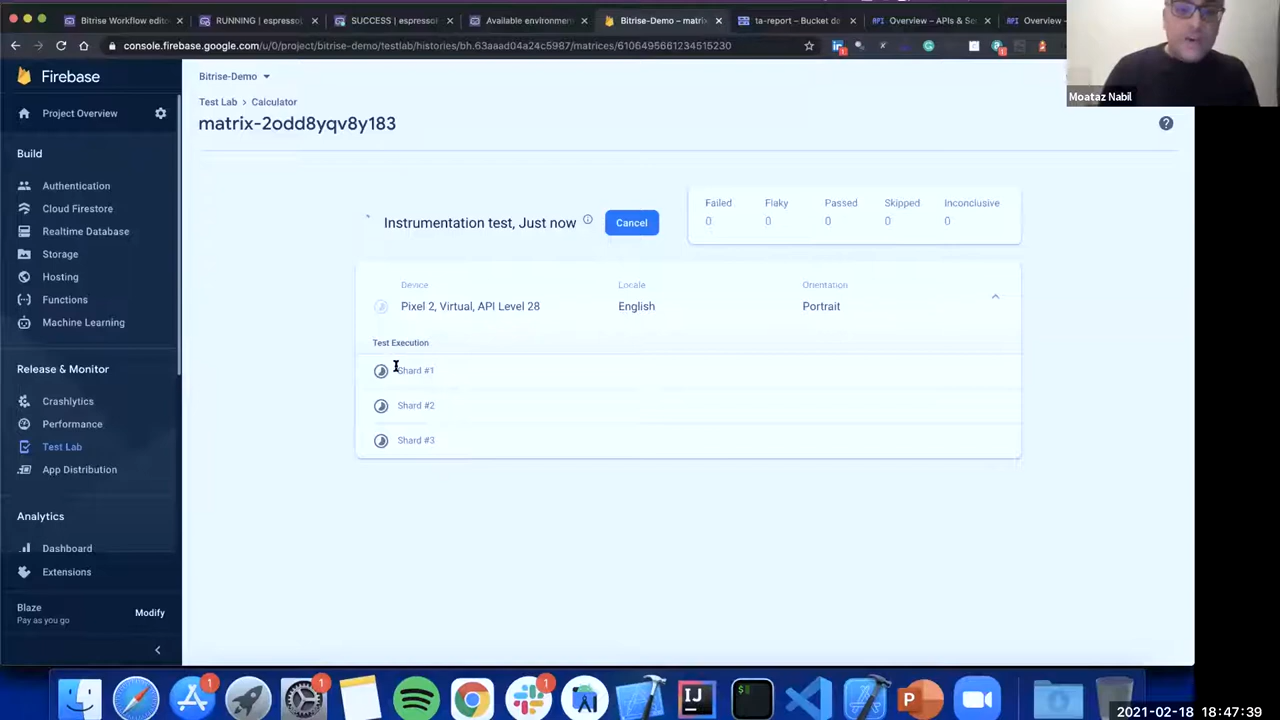 Bitrise Workflow editor
RUNNING | espresso
SUCCESS | espresso
Available environmen
Bitrise-Demo – matrix
ta-report – Bucket de
Overview – APIs & Se
Overview –
console.firebase.google.com/u/0/project/bitrise-demo/testlab/histories/bh.63aaad04a24c5987/matrices/6106495661234515230
Moataz Nabil
Firebase
Project Overview
Build
Authentication
Cloud Firestore
Realtime Database
Storage
Hosting
Functions
Machine Learning
Release & Monitor
Crashlytics
Performance
Test Lab
App Distribution
Analytics
Dashboard
Extensions
Blaze
Pay as you go
Modify
Bitrise-Demo
Test Lab > Calculator
matrix-2odd8yqv8y183
Instrumentation test, Just now
Cancel
Failed Flaky Passed Skipped Inconclusive
0 0 0 0 0
Device Locale Orientation
Pixel 2, Virtual, API Level 28 English Portrait
Test Execution
Shard #1
Shard #2
Shard #3
2021-02-18 18:47:39